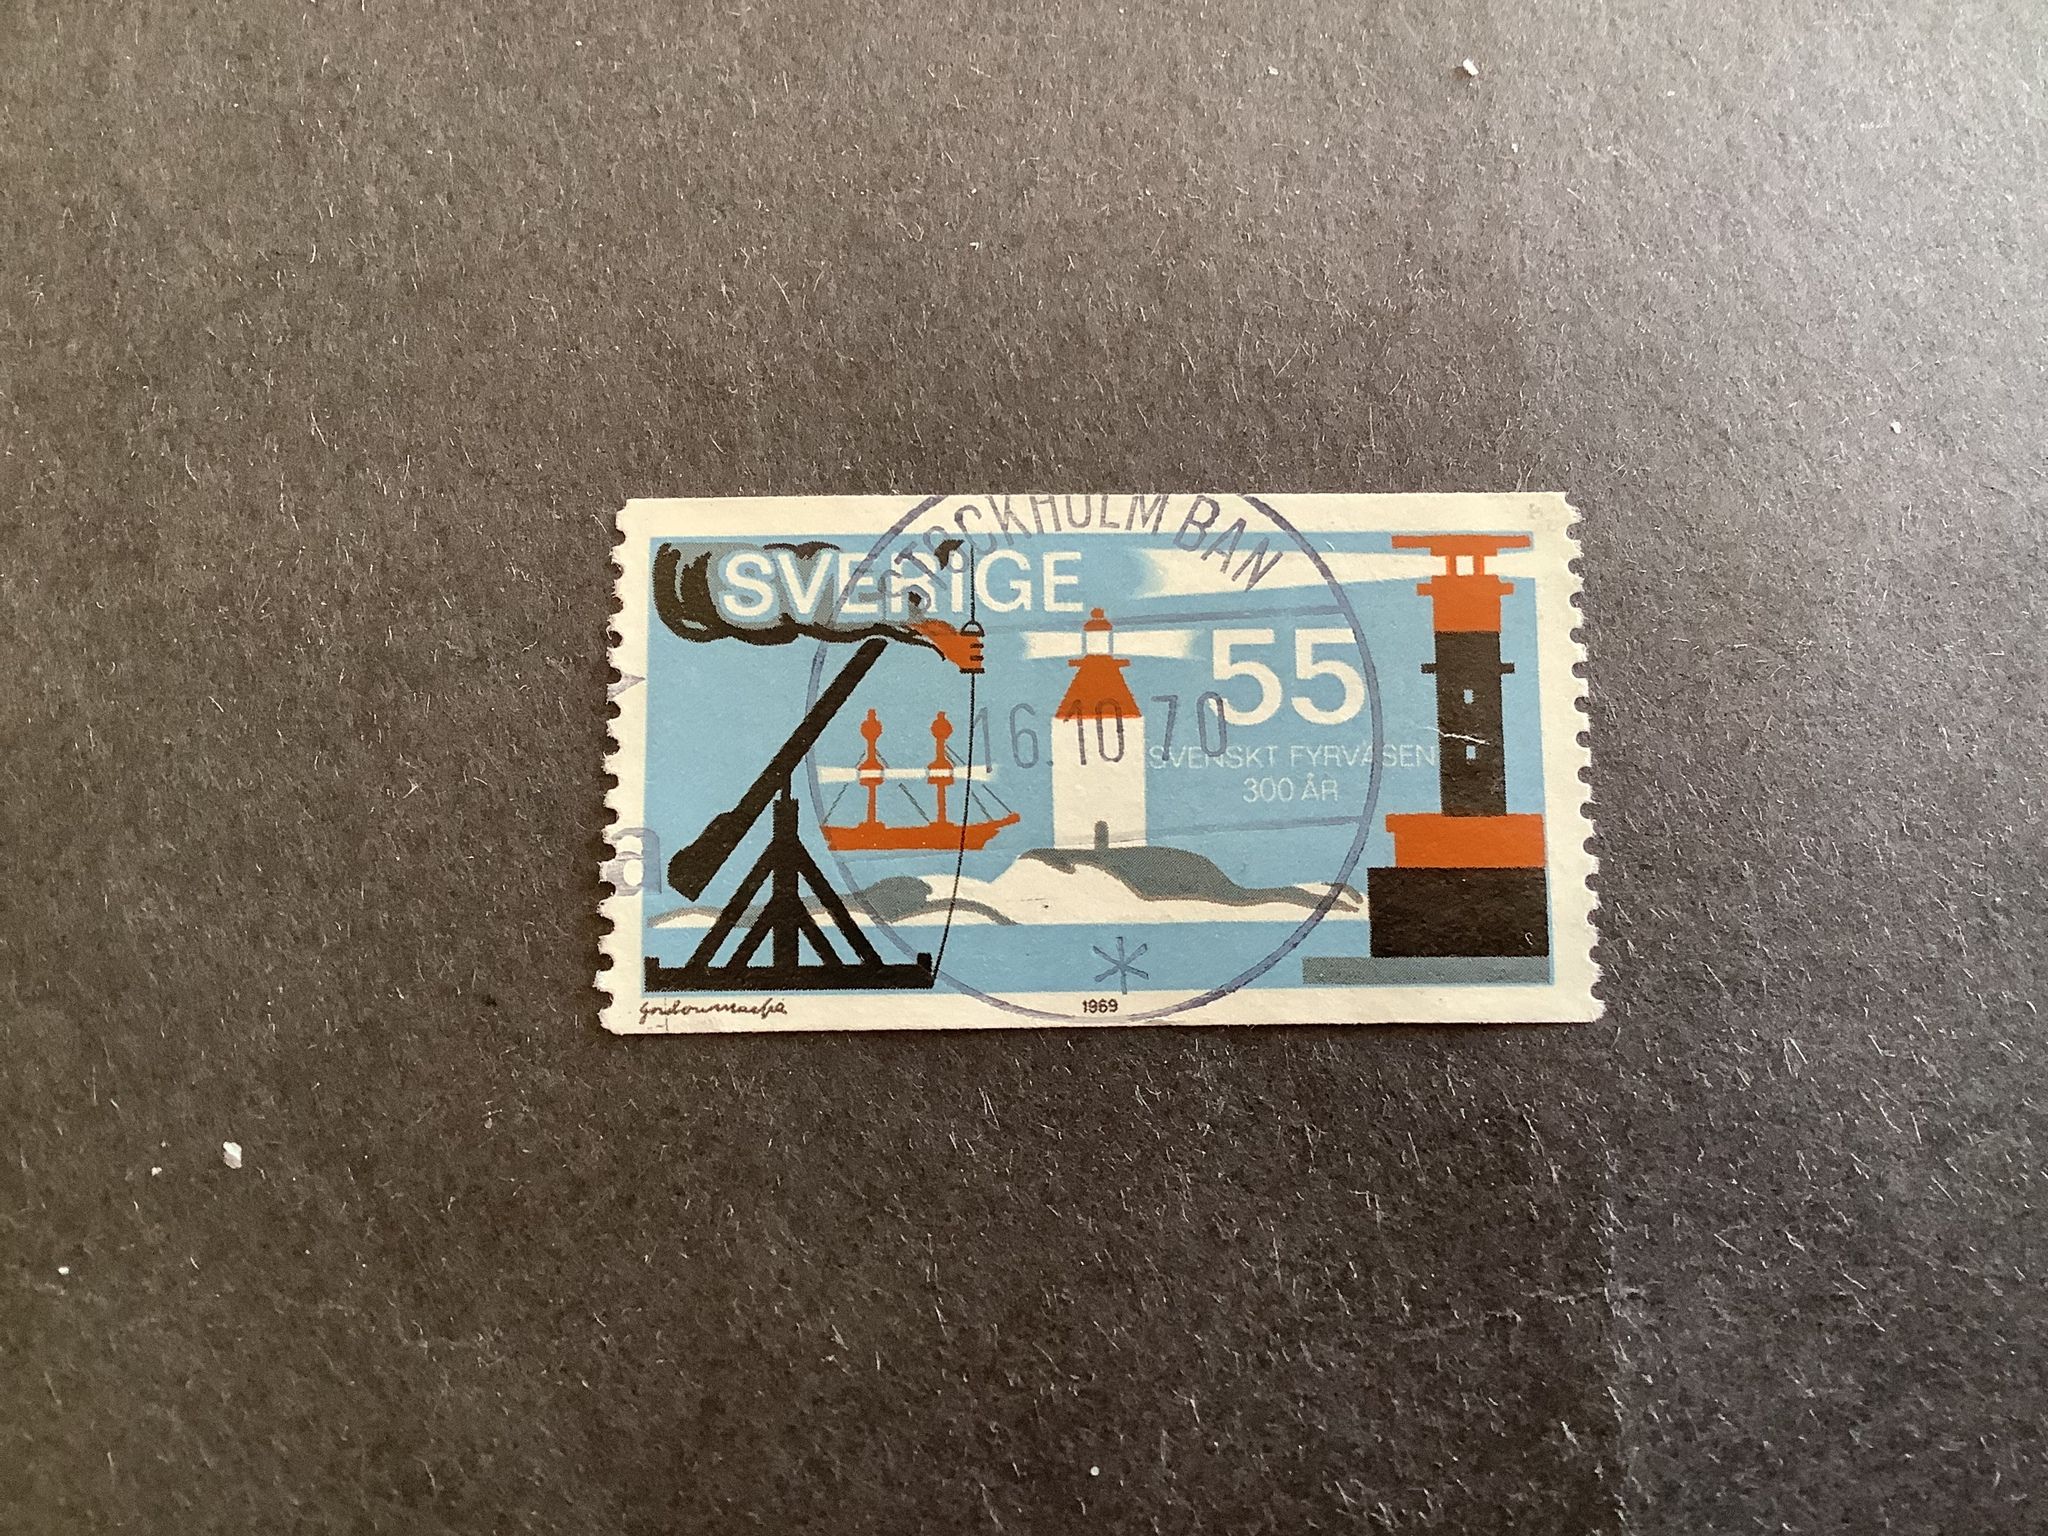 STOCKHOLM BAN
SVERIGE
55
16.10 70
SVENSKT FYRVÄSEN
300 ÅR
a
1969